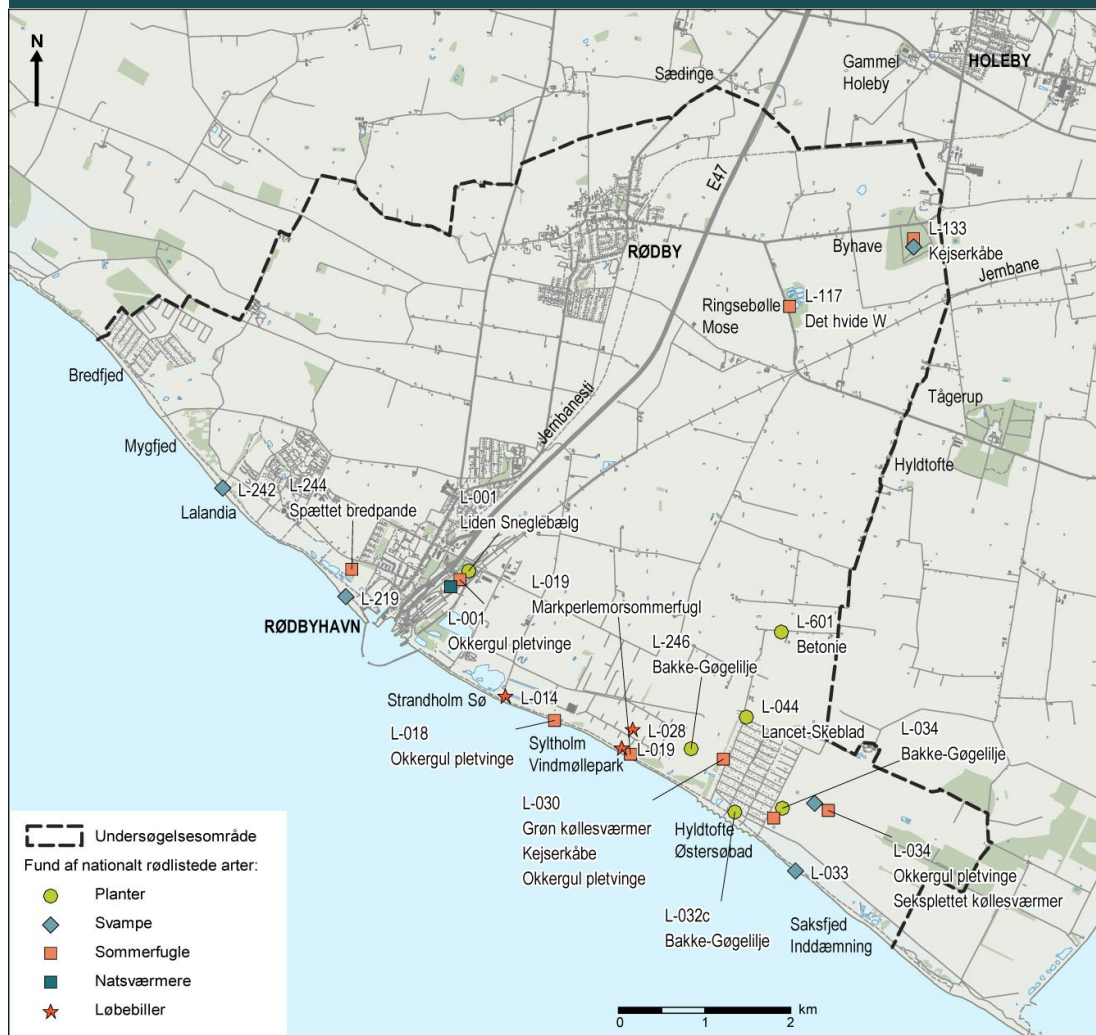 N
Sædinge
Gammel
Holeby
HOLEBY
E47
RØDBY
Byhave
L-133
Kejserkåbe
Jernbane
Ringsebølle
Mose
L-117
Det hvide W
Bredfjed
Jernbanesti
Tågerup
Mygfjed
Hyldtofte
L-242
L-244
Spættet bredpande
Lalandia
L-001
Liden Sneglebælg
L-219
RØDBYHAVN
L-001
Okkergul pletvinge
L-019
Markperlemorsommerfugl
L-246
Bakke-Gøgelilje
L-601
Betonie
Strandholm Sø
L-014
L-018
Okkergul pletvinge
Syltholm
Vindmøllepark
L-028
L-019
L-044
Lancet-Skeblad
L-034
Bakke-Gøgelilje
L-030
Grøn køllesværmer
Kejserkåbe
Okkergul pletvinge
Hyldtofte
Østersøbad
L-033
L-034
Okkergul pletvinge
Seksplettet køllesværmer
L-032c
Bakke-Gøgelilje
Saksfjed
Inddæmning
Undersøgelsesområde
Fund af nationalt rødlistede arter:
Planter
Svampe
Sommerfugle
Natsværmere
Løbebiller
km
0 1 2